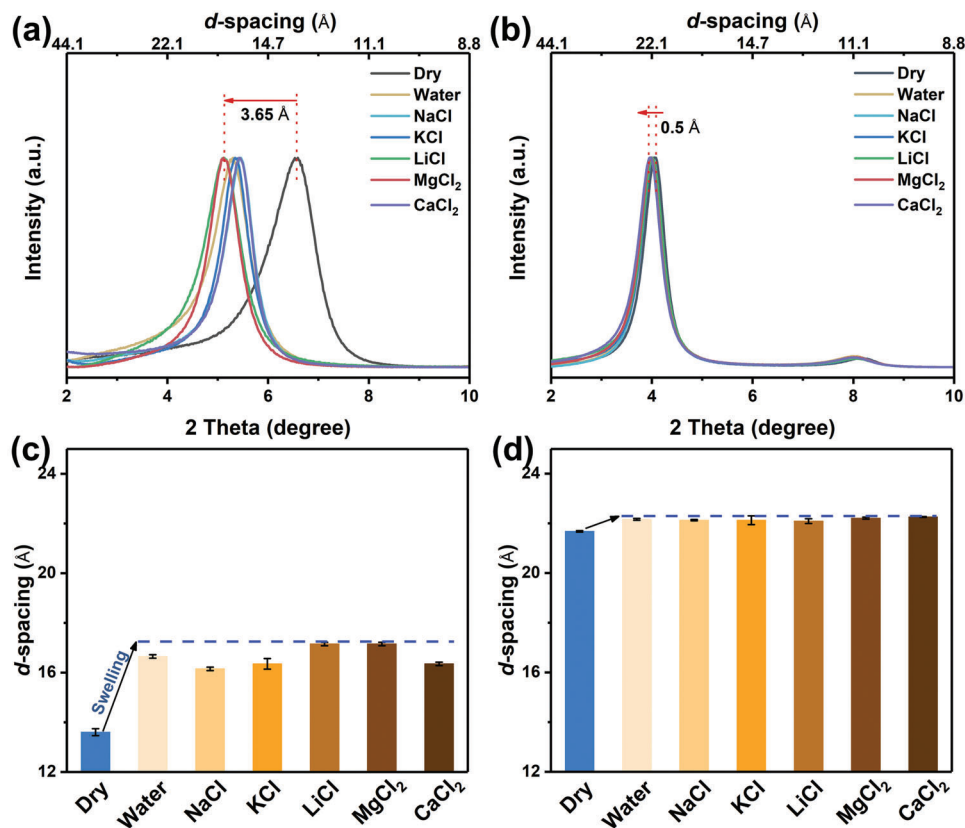 (a)
d-spacing (Å)
44.1 22.1 14.7 11.1 8.8
Dry
Water
NaCl
KCl
LiCl
MgCl₂
CaCl₂
3.65 Å
Intensity (a.u.)
2 4 6 8 10
2 Theta (degree)
(b)
d-spacing (Å)
44.1 22.1 14.7 11.1 8.8
Dry
Water
NaCl
KCl
LiCl
MgCl₂
CaCl₂
0.5 Å
Intensity (a.u.)
2 4 6 8 10
2 Theta (degree)
(c)
24
20
16
12
d-spacing (Å)
Swelling
Dry Water NaCl KCl LiCl MgCl₂ CaCl₂
(d)
24
20
16
12
d-spacing (Å)
Dry Water NaCl KCl LiCl MgCl₂ CaCl₂